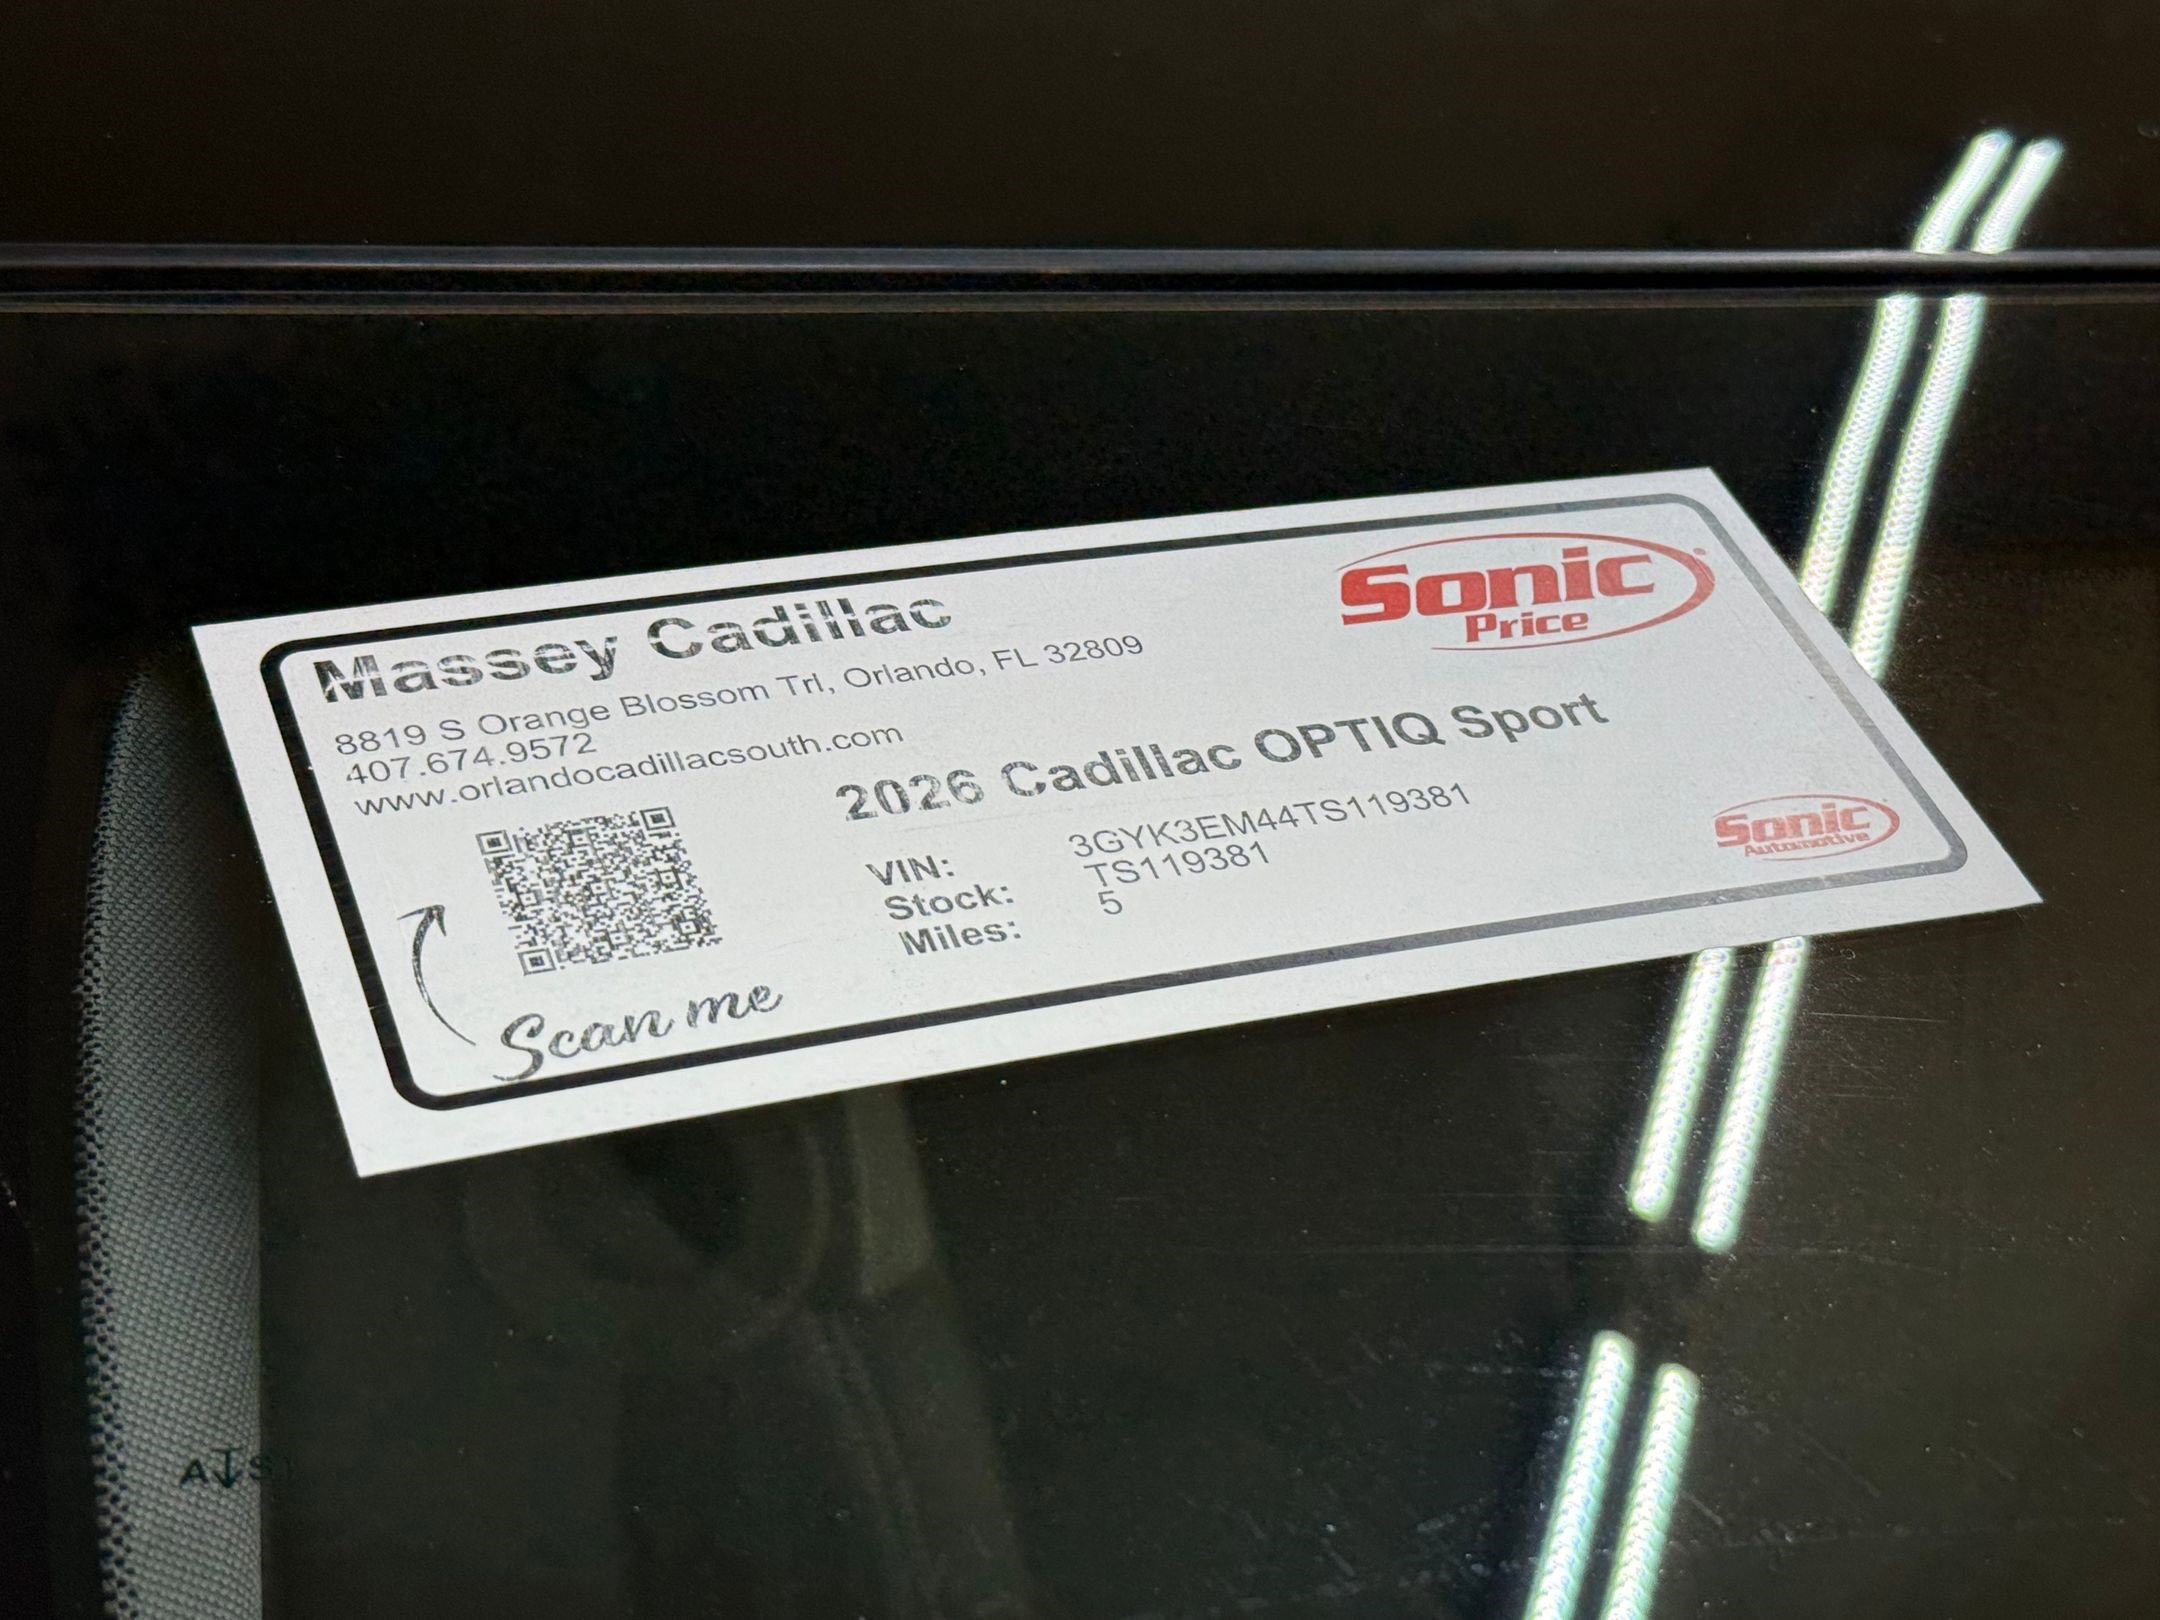 Massey Cadillac
8819 S Orange Blossom Trl, Orlando, FL 32809
407.674.9572
www.orlandocadillacsouth.com
Sonic
Price
2026 Cadillac OPTIQ Sport
VIN: 3GYK3EM44TS119381
Stock: TS119381
Miles: 5
Scan me
Sonic
Automotive
AS1